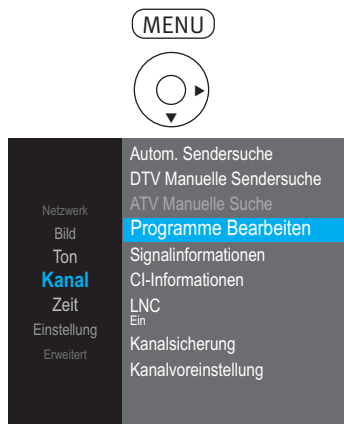 MENU
Netzwerk
Bild
Ton
Kanal
Zeit
Einstellung
Erweitert
Autom. Sendersuche
DTV Manuelle Sendersuche
ATV Manuelle Suche
Programme Bearbeiten
Signalinformationen
CI-Informationen
LNC
Ein
Kanalsicherung
Kanalvoreinstellung